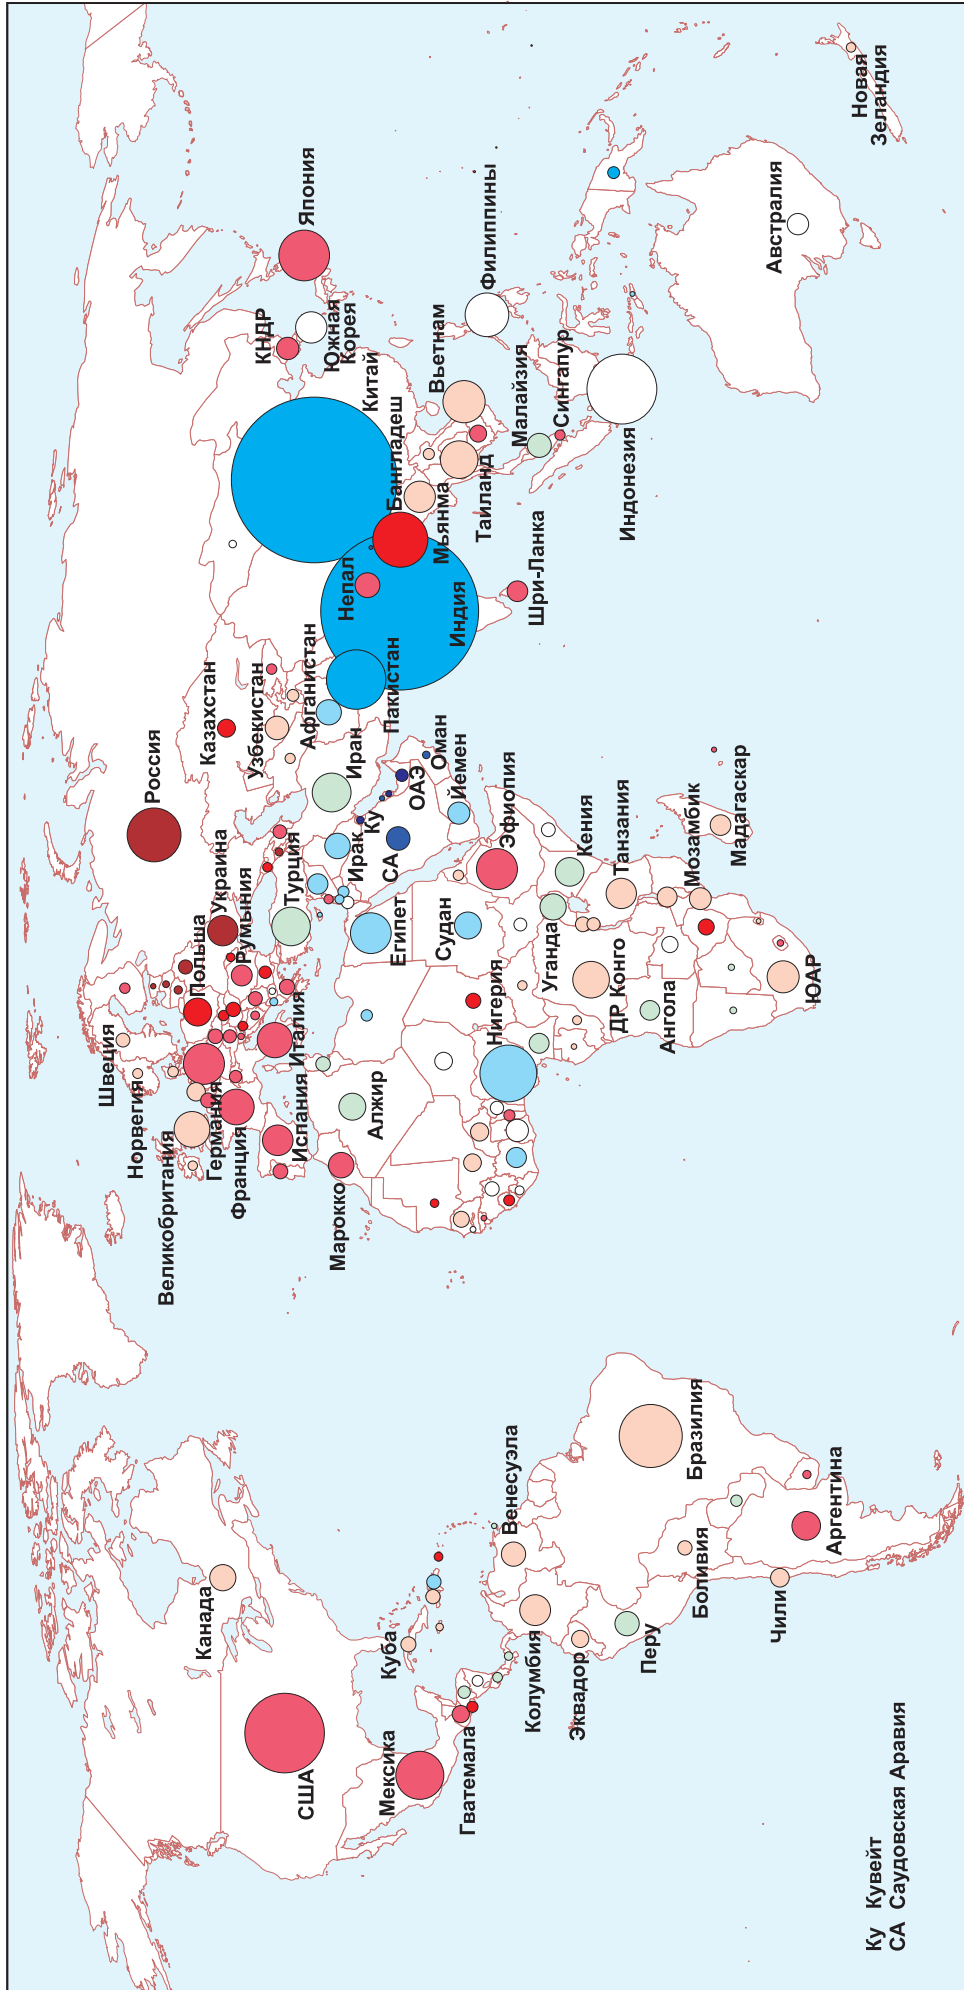 Канада
США
Мексика
Гватемала
Куба
Колумбия
Венесуэла
Эквадор
Перу
Боливия
Бразилия
Чили
Аргентина
Швеция
Норвегия
Великобритания
Германия
Франция
Испания
Италия
Польша
Украина
Румыния
Россия
Турция
Казахстан
Узбекистан
Афганистан
Иран
Пакистан
Ирак
Ку
СА
ОАЭ
Оман
Йемен
Марокко
Алжир
Египет
Судан
Нигерия
Эфиопия
Уганда
Кения
ДР Конго
Танзания
Ангола
Мозамбик
Мадагаскар
ЮАР
Непал
Индия
Шри-Ланка
Бангладеш
Мьянма
Китай
Таиланд
Вьетнам
КНДР
Южная
Корея
Япония
Филиппины
Малайзия
Сингапур
Индонезия
Австралия
Новая
Зеландия
Ку Кувейт
СА Саудовская Аравия